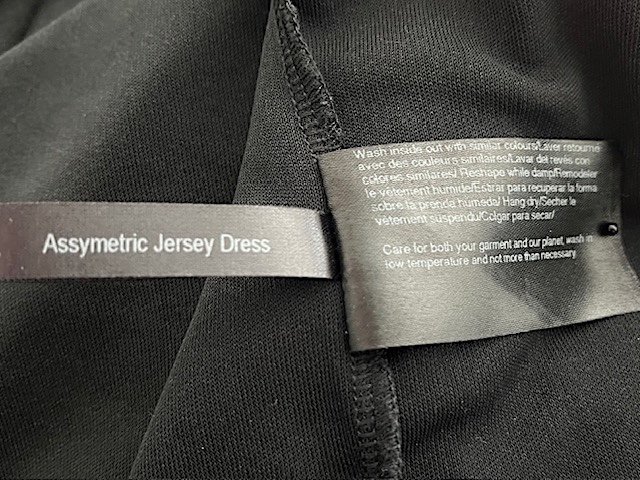 Assymetric Jersey Dress
Wash inside out with similar colours/Laver retourné
avec des couleurs similaires/Lavar del revés con
colores similares/ Reshape while damp/Remodeler
le vêtement humide/Estirar para recuperar la forma
sobre la prenda humeda/ Hang dry/Secher le
vêtement suspendu/Colgar para secar/
Care for both your garment and our planet, wash in
low temperature and not more than necessary.